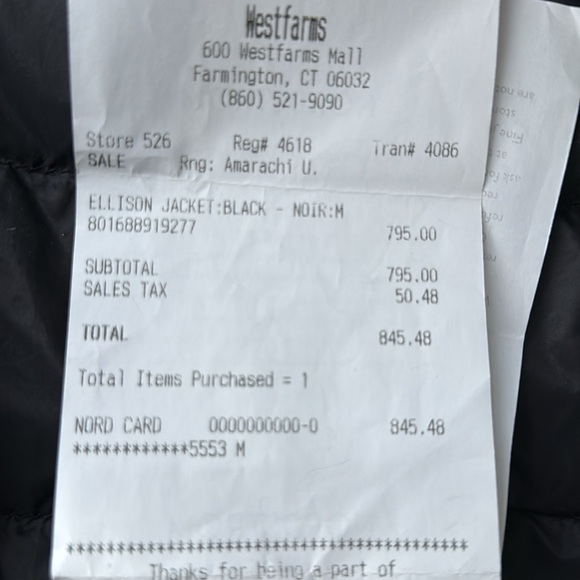 Westfarms
600 Westfarms Mall
Farmington, CT 06032
(860) 521-9090
Store 526 Reg# 4618 Tran# 4086
SALE Rng: Amarachi U.
ELLISON JACKET:BLACK - NOIR:M
801688919277 795.00
SUBTOTAL 795.00
SALES TAX 50.48
TOTAL 845.48
Total Items Purchased = 1
NORD CARD 0000000000-0 845.48
************5553 M
******************************************
Thanks for being a part of
are not